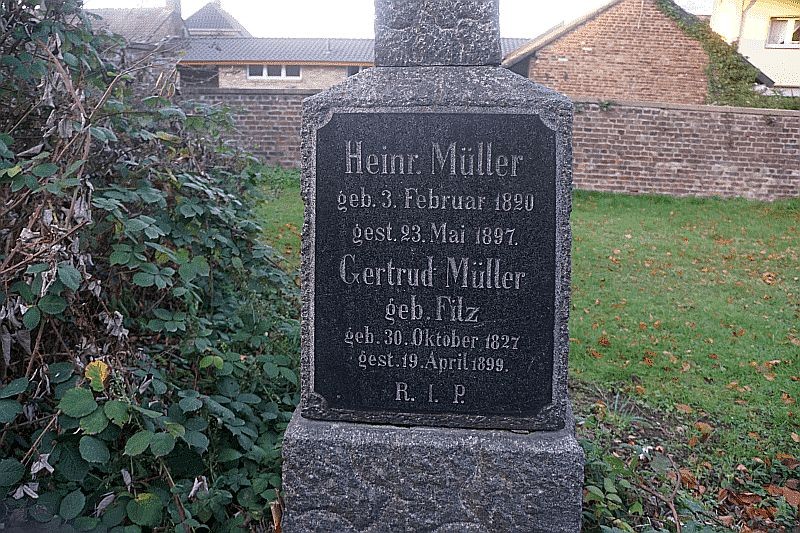 Heinr. Müller
geb. 3. Februar 1890
gest. 23. Mai 1897.
Gertrud Müller
geb. Filz
geb. 30. Oktober 1827
gest. 19. April 1899.
R. I. P.